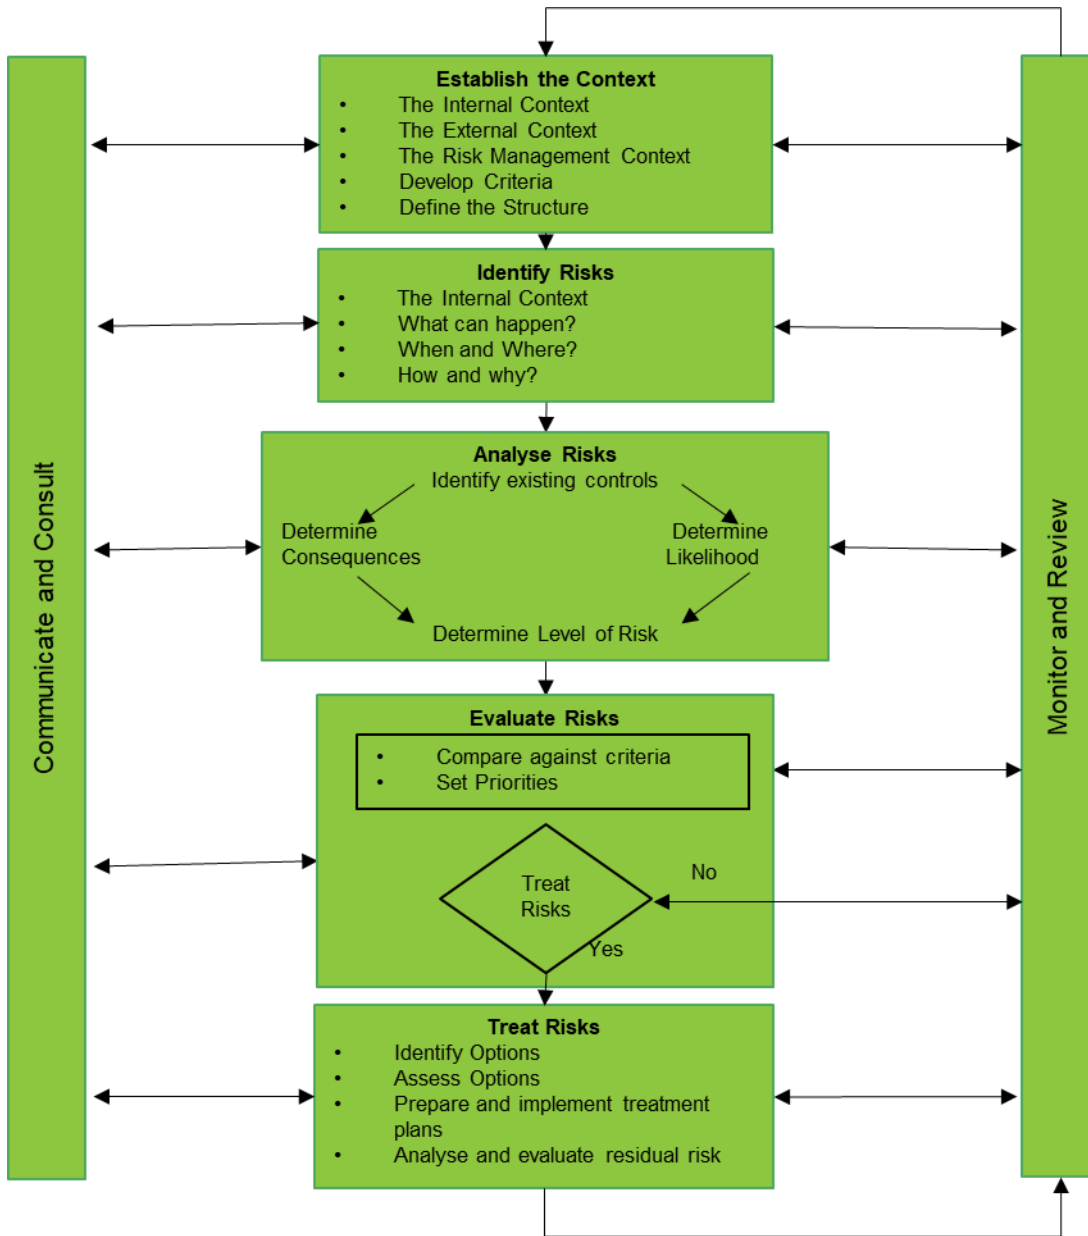 Communicate and Consult
Establish the Context
• The Internal Context
• The External Context
• The Risk Management Context
• Develop Criteria
• Define the Structure
Identify Risks
• The Internal Context
• What can happen?
• When and Where?
• How and why?
Analyse Risks
Identify existing controls
Determine
Consequences
Determine
Likelihood
Determine Level of Risk
Evaluate Risks
• Compare against criteria
• Set Priorities
Treat
Risks
No
Yes
Treat Risks
• Identify Options
• Assess Options
• Prepare and implement treatment
plans
• Analyse and evaluate residual risk
Monitor and Review